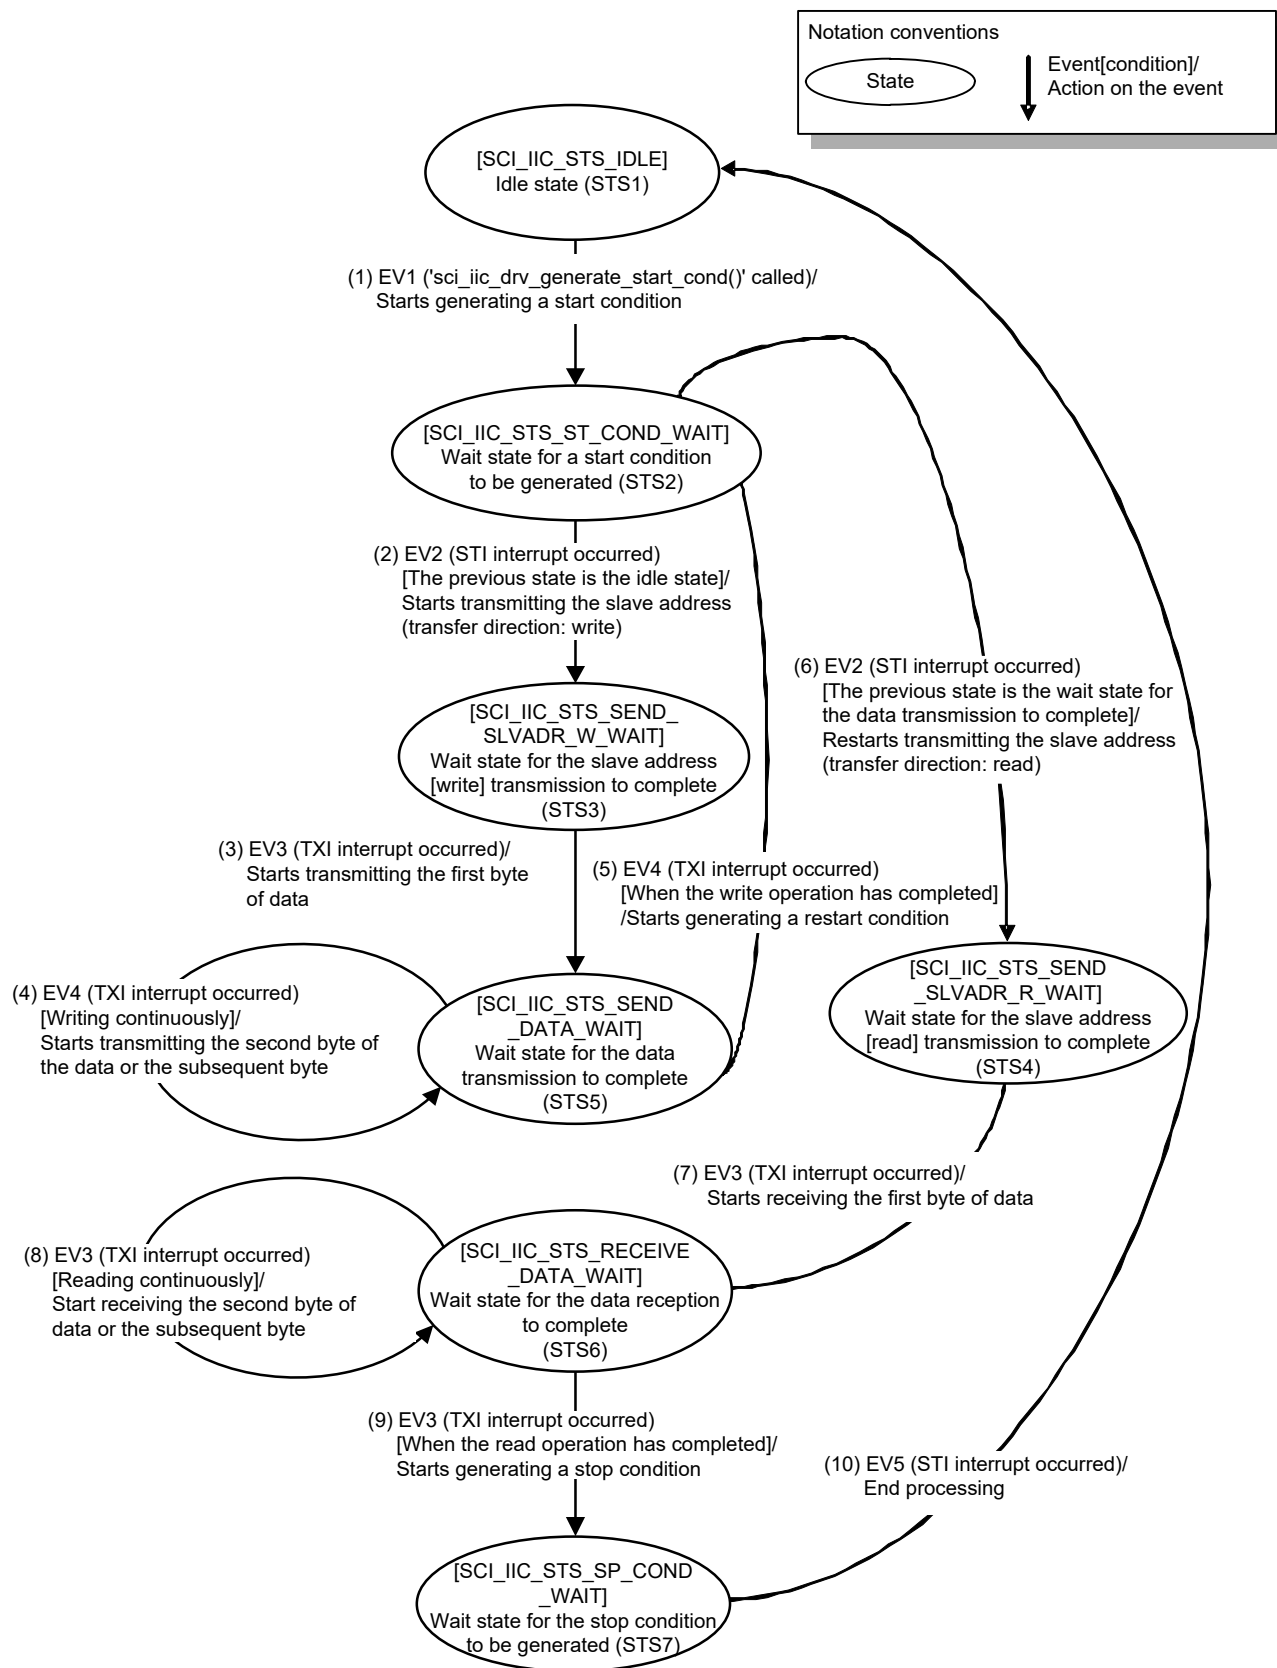 Notation conventions
State
Event[condition]/
Action on the event
[SCI_IIC_STS_IDLE]
Idle state (STS1)
(1) EV1 ('sci_iic_drv_generate_start_cond()' called)/
Starts generating a start condition
[SCI_IIC_STS_ST_COND_WAIT]
Wait state for a start condition
to be generated (STS2)
(2) EV2 (STI interrupt occurred)
[The previous state is the idle state]/
Starts transmitting the slave address
(transfer direction: write)
(6) EV2 (STI interrupt occurred)
[The previous state is the wait state for
the data transmission to complete]/
Restarts transmitting the slave address
(transfer direction: read)
[SCI_IIC_STS_SEND_
SLVADR_W_WAIT]
Wait state for the slave address
[write] transmission to complete
(STS3)
(3) EV3 (TXI interrupt occurred)/
Starts transmitting the first byte
of data
(5) EV4 (TXI interrupt occurred)
[When the write operation has completed]
/Starts generating a restart condition
(4) EV4 (TXI interrupt occurred)
[Writing continuously]/
Starts transmitting the second byte of
the data or the subsequent byte
[SCI_IIC_STS_SEND
_DATA_WAIT]
Wait state for the data
transmission to complete
(STS5)
[SCI_IIC_STS_SEND
_SLVADR_R_WAIT]
Wait state for the slave address
[read] transmission to complete
(STS4)
(7) EV3 (TXI interrupt occurred)/
Starts receiving the first byte of data
(8) EV3 (TXI interrupt occurred)
[Reading continuously]/
Start receiving the second byte of
data or the subsequent byte
[SCI_IIC_STS_RECEIVE
_DATA_WAIT]
Wait state for the data reception
to complete
(STS6)
(9) EV3 (TXI interrupt occurred)
[When the read operation has completed]/
Starts generating a stop condition
(10) EV5 (STI interrupt occurred)/
End processing
[SCI_IIC_STS_SP_COND
_WAIT]
Wait state for the stop condition
to be generated (STS7)